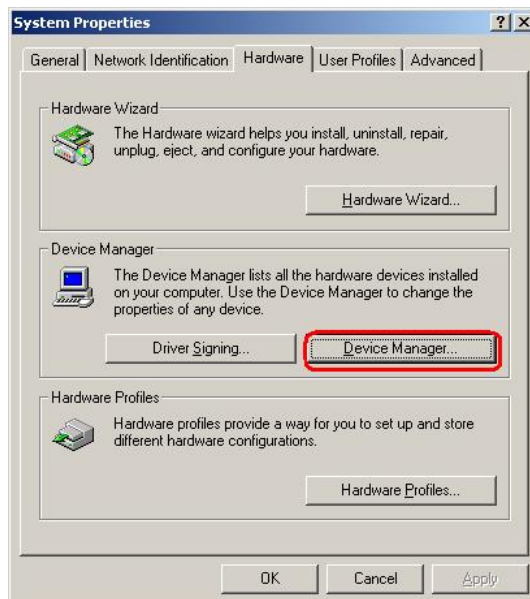 System Properties
? X
General Network Identification Hardware User Profiles Advanced
Hardware Wizard
The Hardware wizard helps you install, uninstall, repair,
unplug, eject, and configure your hardware.
Hardware Wizard...
Device Manager
The Device Manager lists all the hardware devices installed
on your computer. Use the Device Manager to change the
properties of any device.
Driver Signing... Device Manager...
Hardware Profiles
Hardware profiles provide a way for you to set up and store
different hardware configurations.
Hardware Profiles...
OK Cancel Apply